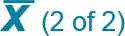 x̅ (2 of 2)